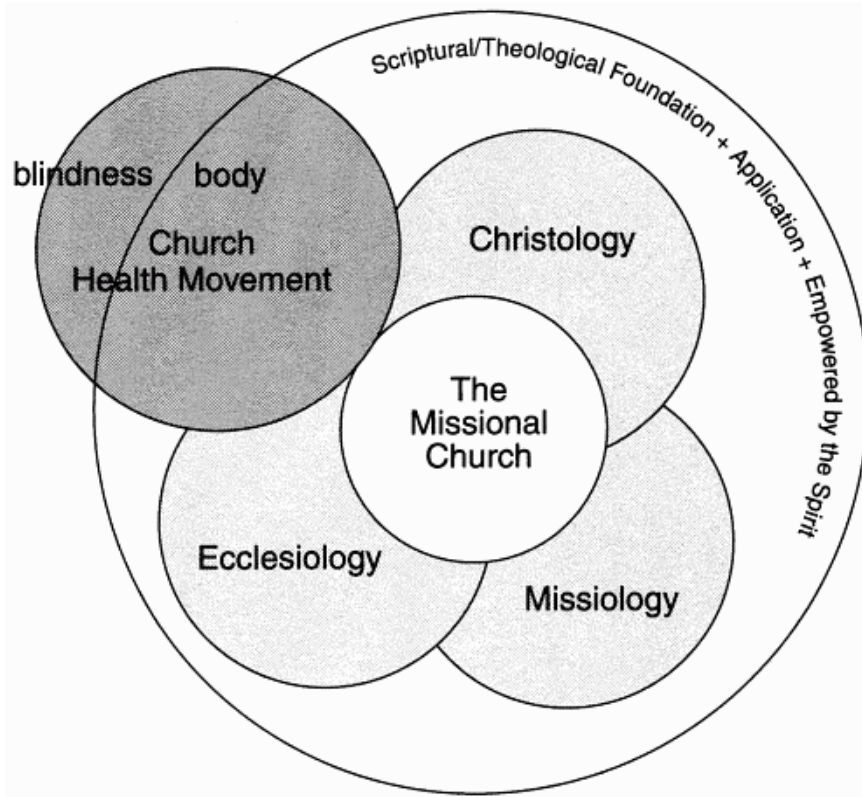 Scriptural/Theological Foundation + Application + Empowered by the Spirit
blindness body
Church
Health Movement
Christology
The
Missional
Church
Ecclesiology
Missiology